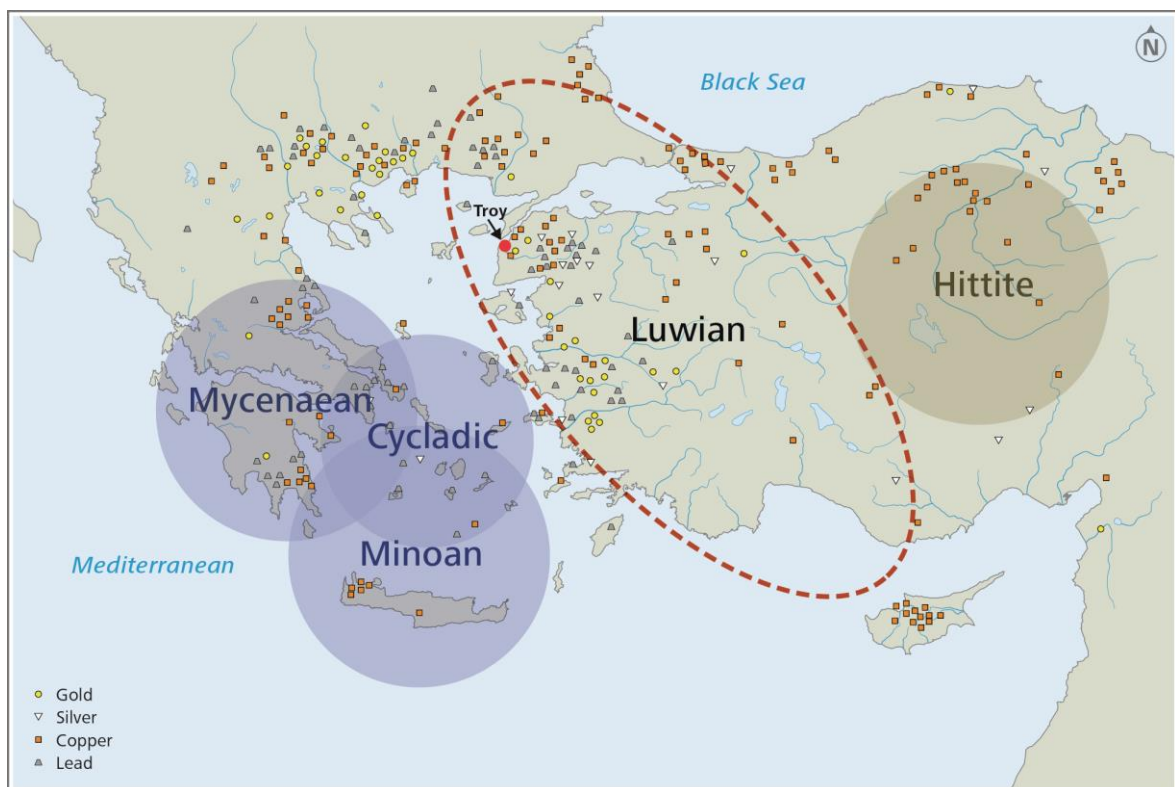 N
Black Sea
Troy
Hittite
Luwian
Mycenaean
Cycladic
Minoan
Mediterranean
Gold
Silver
Copper
Lead